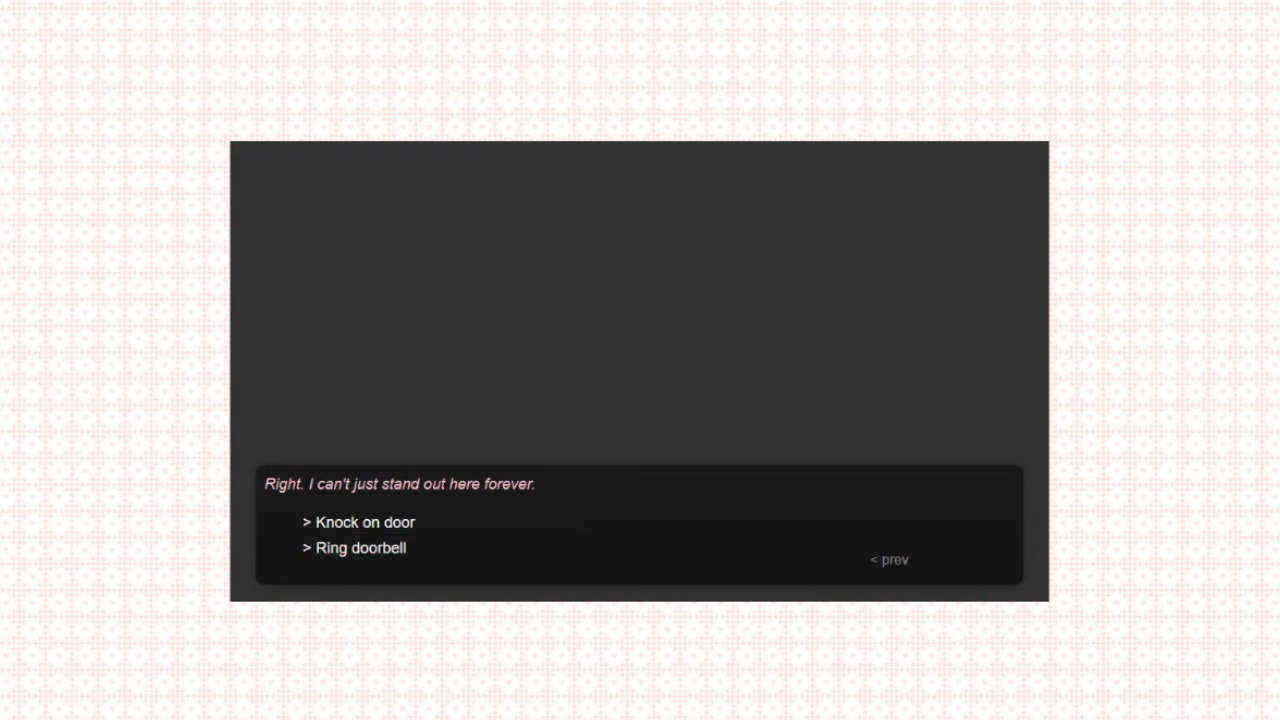 Right. I can't just stand out here forever.
> Knock on door
> Ring doorbell
< prev